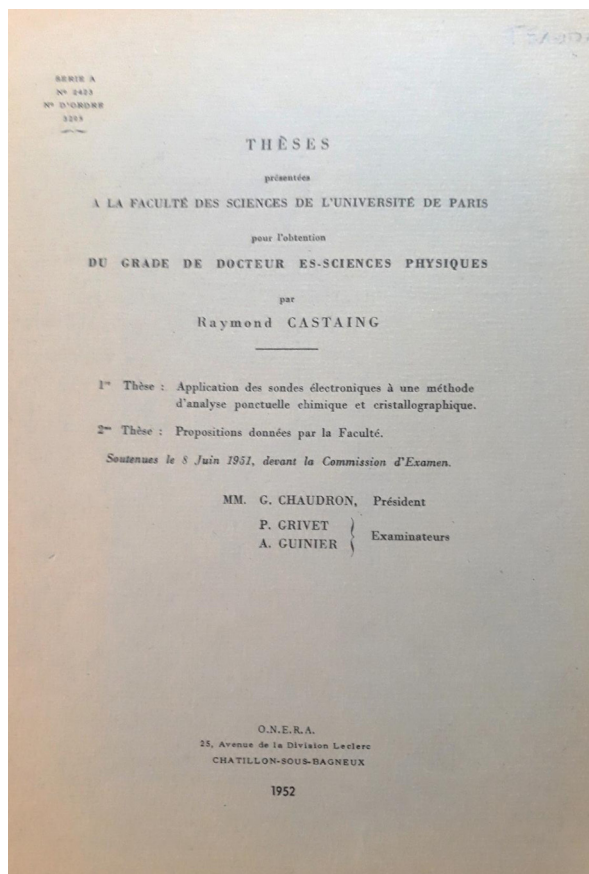 SERIE A
N° 2423
N° D'ORDRE
THÈSES
présentées
A LA FACULTÉ DES SCIENCES DE L'UNIVERSITÉ DE PARIS
pour l'obtention
DU GRADE DE DOCTEUR ES-SCIENCES PHYSIQUES
par
Raymond CASTAING
1re Thèse : Application des sondes électroniques à une méthode
d'analyse ponctuelle chimique et cristallographique.
2me Thèse : Propositions données par la Faculté.
Soutenues le 8 Juin 1951, devant la Commission d'Examen.
MM. G. CHAUDRON, Président
P. GRIVET
A. GUINIER
Examinateurs
O.N.E.R.A.
25, Avenue de la Division Leclerc
CHATILLON-SOUS-BAGNEUX
1952